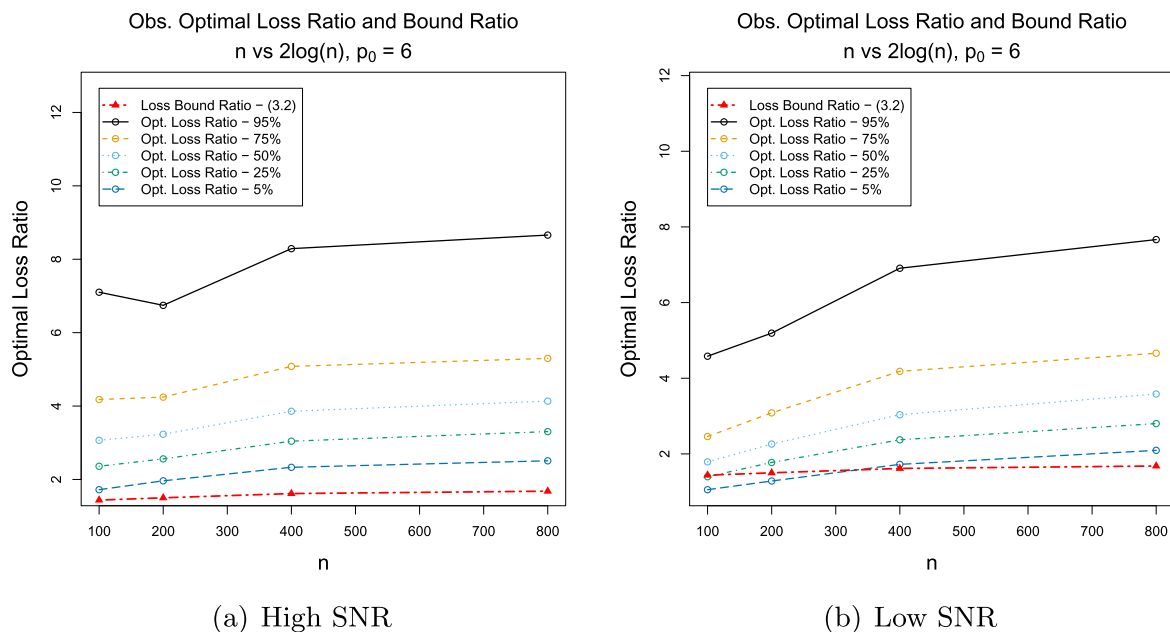 Obs. Optimal Loss Ratio and Bound Ratio
n vs 2log(n), p₀ = 6
Optimal Loss Ratio
12
10
8
6
4
2
Loss Bound Ratio − (3.2)
Opt. Loss Ratio − 95%
Opt. Loss Ratio − 75%
Opt. Loss Ratio − 50%
Opt. Loss Ratio − 25%
Opt. Loss Ratio − 5%
100 200 300 400 500 600 700 800
n
(a) High SNR
Obs. Optimal Loss Ratio and Bound Ratio
n vs 2log(n), p₀ = 6
Optimal Loss Ratio
12
10
8
6
4
2
Loss Bound Ratio − (3.2)
Opt. Loss Ratio − 95%
Opt. Loss Ratio − 75%
Opt. Loss Ratio − 50%
Opt. Loss Ratio − 25%
Opt. Loss Ratio − 5%
100 200 300 400 500 600 700 800
n
(b) Low SNR